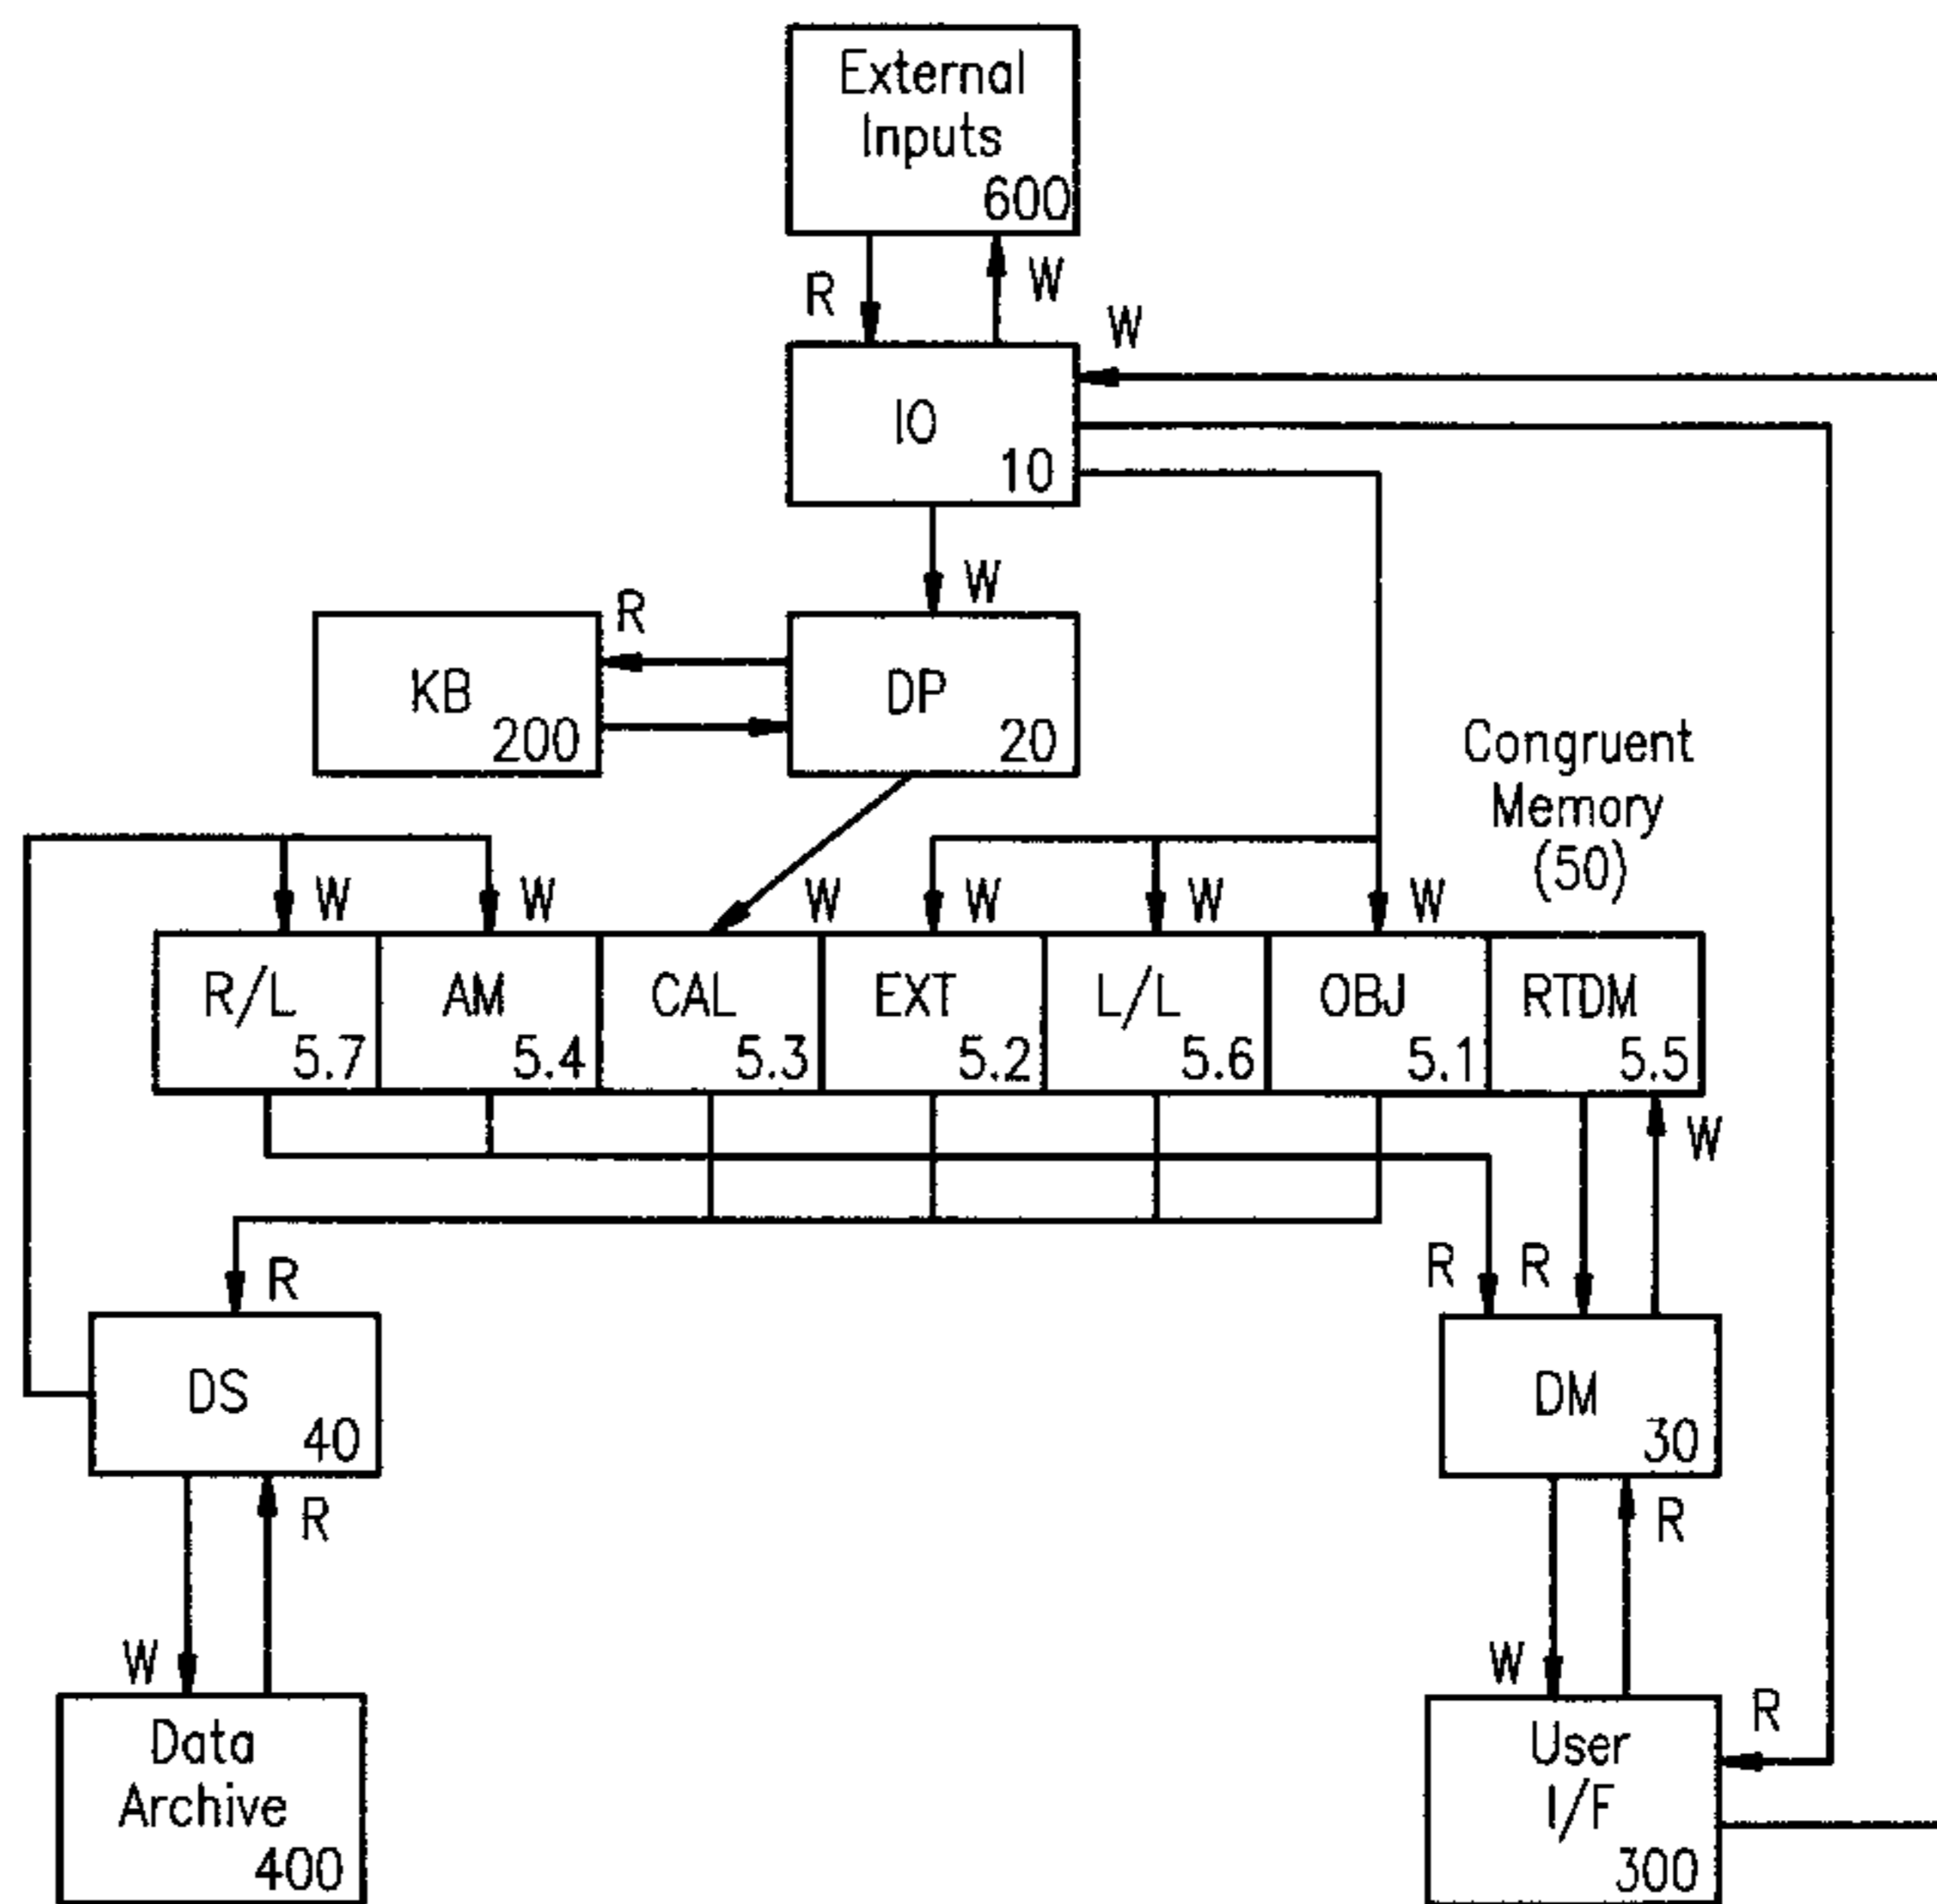 External
Inputs
600
R
W
W
IO
10
W
R
KB
200
DP
20
Congruent
Memory
(50)
W
W
W
W
W
W
R/L
5.7
AM
5.4
CAL
5.3
EXT
5.2
L/L
5.6
OBJ
5.1
RTDM
5.5
W
R
R
R
DS
40
DM
30
R
R
W
W
Data
Archive
400
R
User
I/F
300